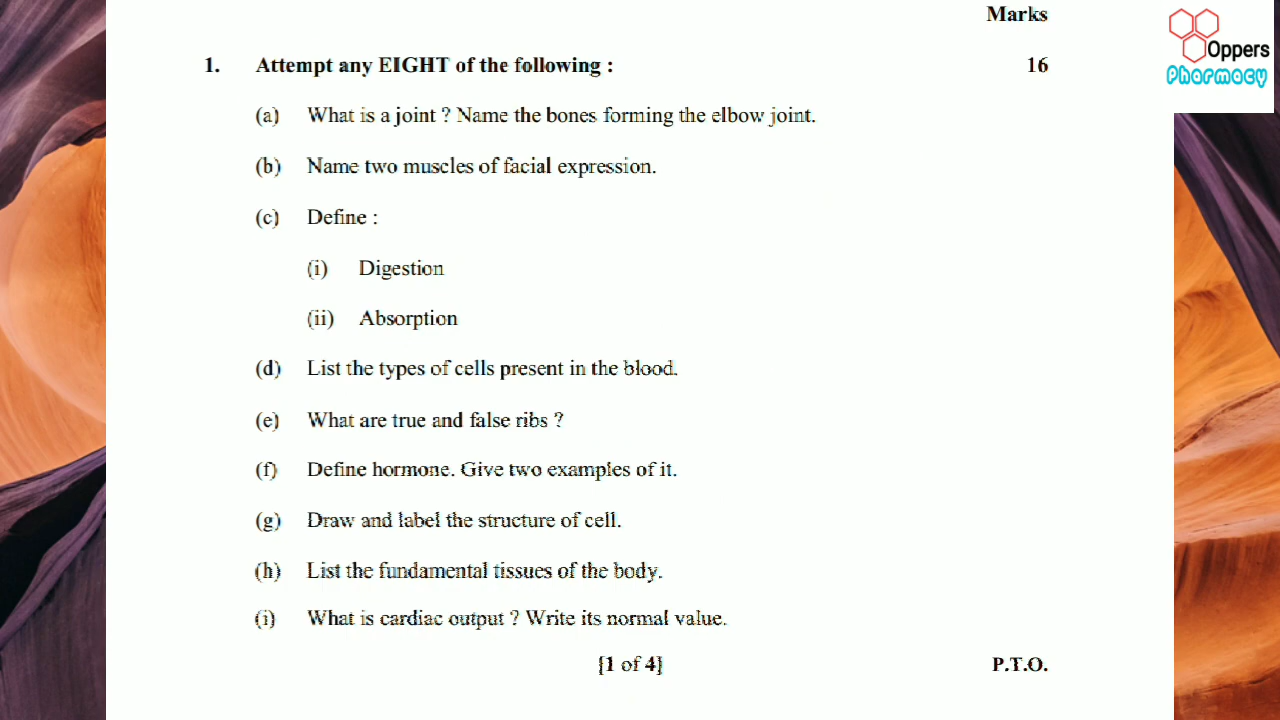 Marks
1. Attempt any EIGHT of the following : 16
(a) What is a joint ? Name the bones forming the elbow joint.
(b) Name two muscles of facial expression.
(c) Define :
(i) Digestion
(ii) Absorption
(d) List the types of cells present in the blood.
(e) What are true and false ribs ?
(f) Define hormone. Give two examples of it.
(g) Draw and label the structure of cell.
(h) List the fundamental tissues of the body.
(i) What is cardiac output ? Write its normal value.
[1 of 4] P.T.O.
Oppers
Pharmacy